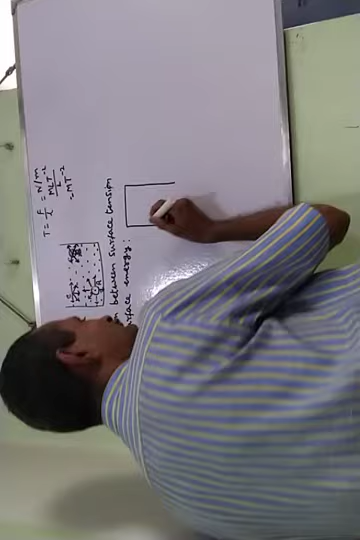 T = F/L = N/m
= MLT⁻²/L
= MT⁻²
between surface tension
surface energy: